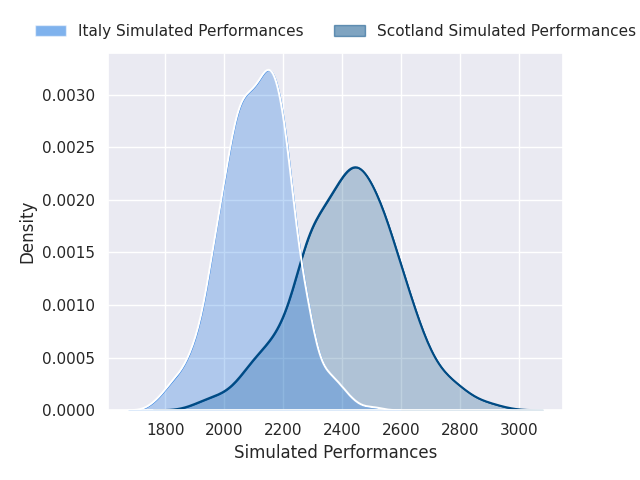 Italy Simulated Performances
Scotland Simulated Performances
0.0030
0.0025
0.0020
0.0015
0.0010
0.0005
0.0000
Density
1800 2000 2200 2400 2600 2800 3000
Simulated Performances